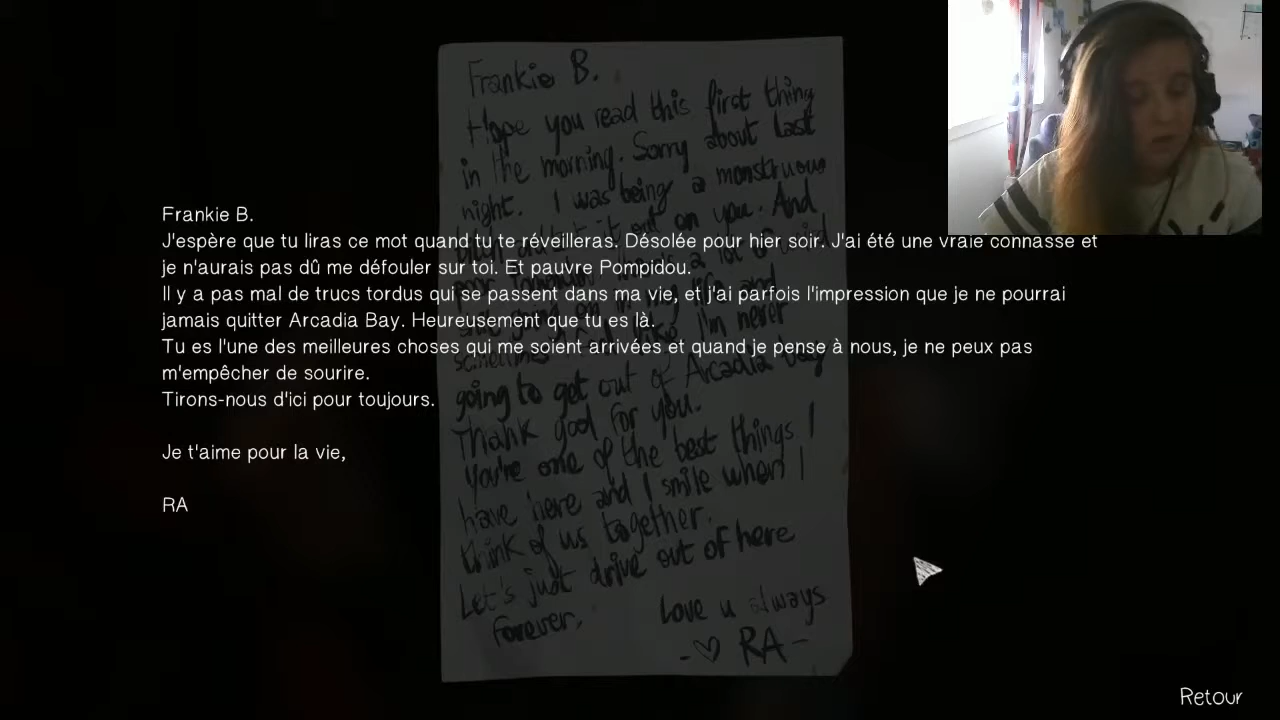 Frankie B.
Hope you read this first thing
in the morning. Sorry about last
night. I was being a monstruous
on you. And
going to get out of Arcadia bay
Thank god for you.
You're one of the best things I
have here and I smile when I
think of us together.
Let's just drive out of here
forever.
Love u always
RA
Frankie B.
J'espère que tu liras ce mot quand tu te réveilleras. Désolée pour hier soir. J'ai été une vraie connasse et
je n'aurais pas dû me défouler sur toi. Et pauvre Pompidou.
Il y a pas mal de trucs tordus qui se passent dans ma vie, et j'ai parfois l'impression que je ne pourrai
jamais quitter Arcadia Bay. Heureusement que tu es là.
Tu es l'une des meilleures choses qui me soient arrivées et quand je pense à nous, je ne peux pas
m'empêcher de sourire.
Tirons-nous d'ici pour toujours.
Je t'aime pour la vie,
RA
Retour